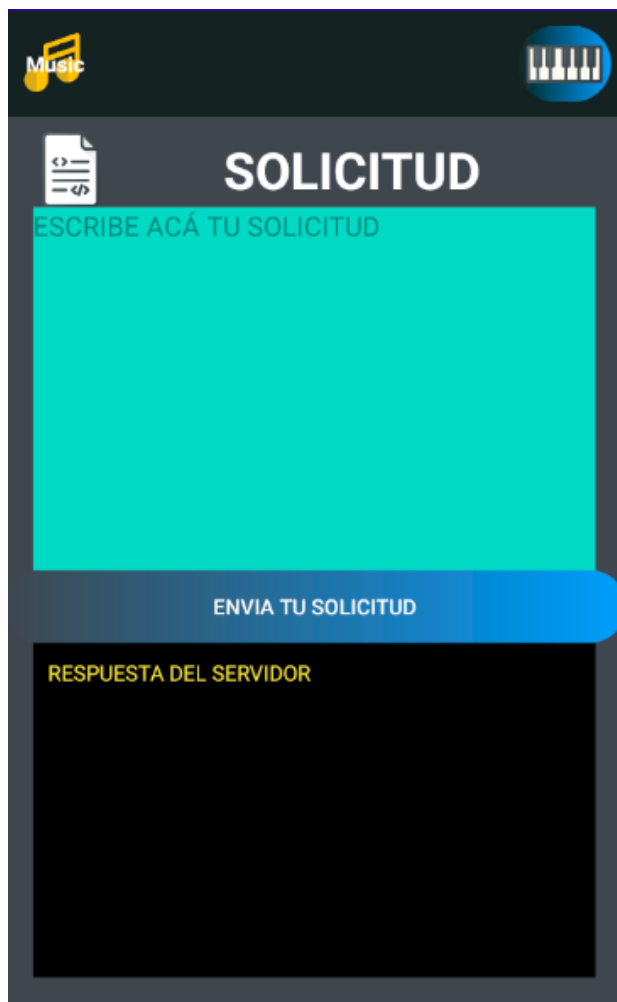 Music
SOLICITUD
ESCRIBE ACÁ TU SOLICITUD
ENVIA TU SOLICITUD
RESPUESTA DEL SERVIDOR